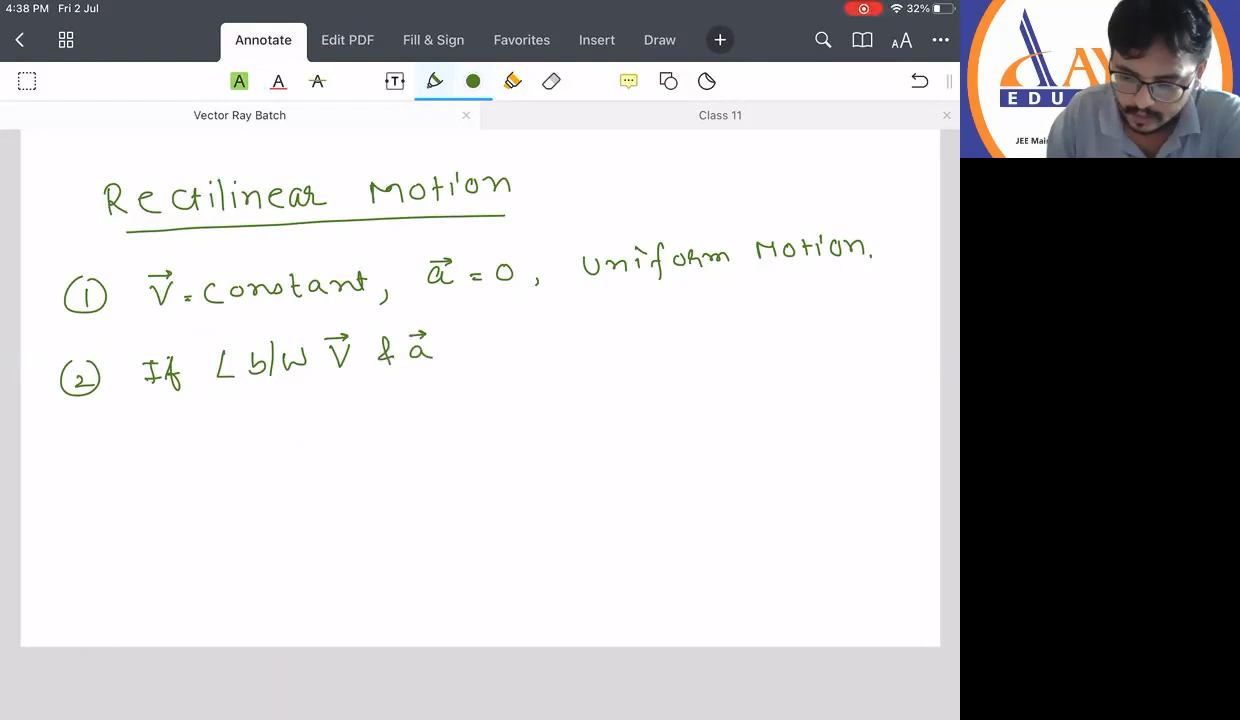 4:38 PM Fri 2 Jul
32%
Annotate Edit PDF Fill & Sign Favorites Insert Draw
Vector Ray Batch
Class 11
Rectilinear Motion
① V⃗ = constant, a⃗ = 0, Uniform Motion.
② If ∠ b/w V⃗ & a⃗
AY
EDU
JEE Mai